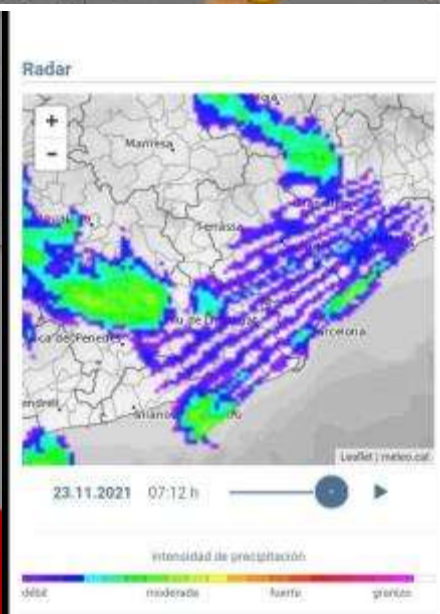 Radar
+
-
Manresa
Terrassa
Barcelona
Leaflet | meteo.cat
23.11.2021 07:12 h
intensidad de precipitación
débil moderada fuerte granizo